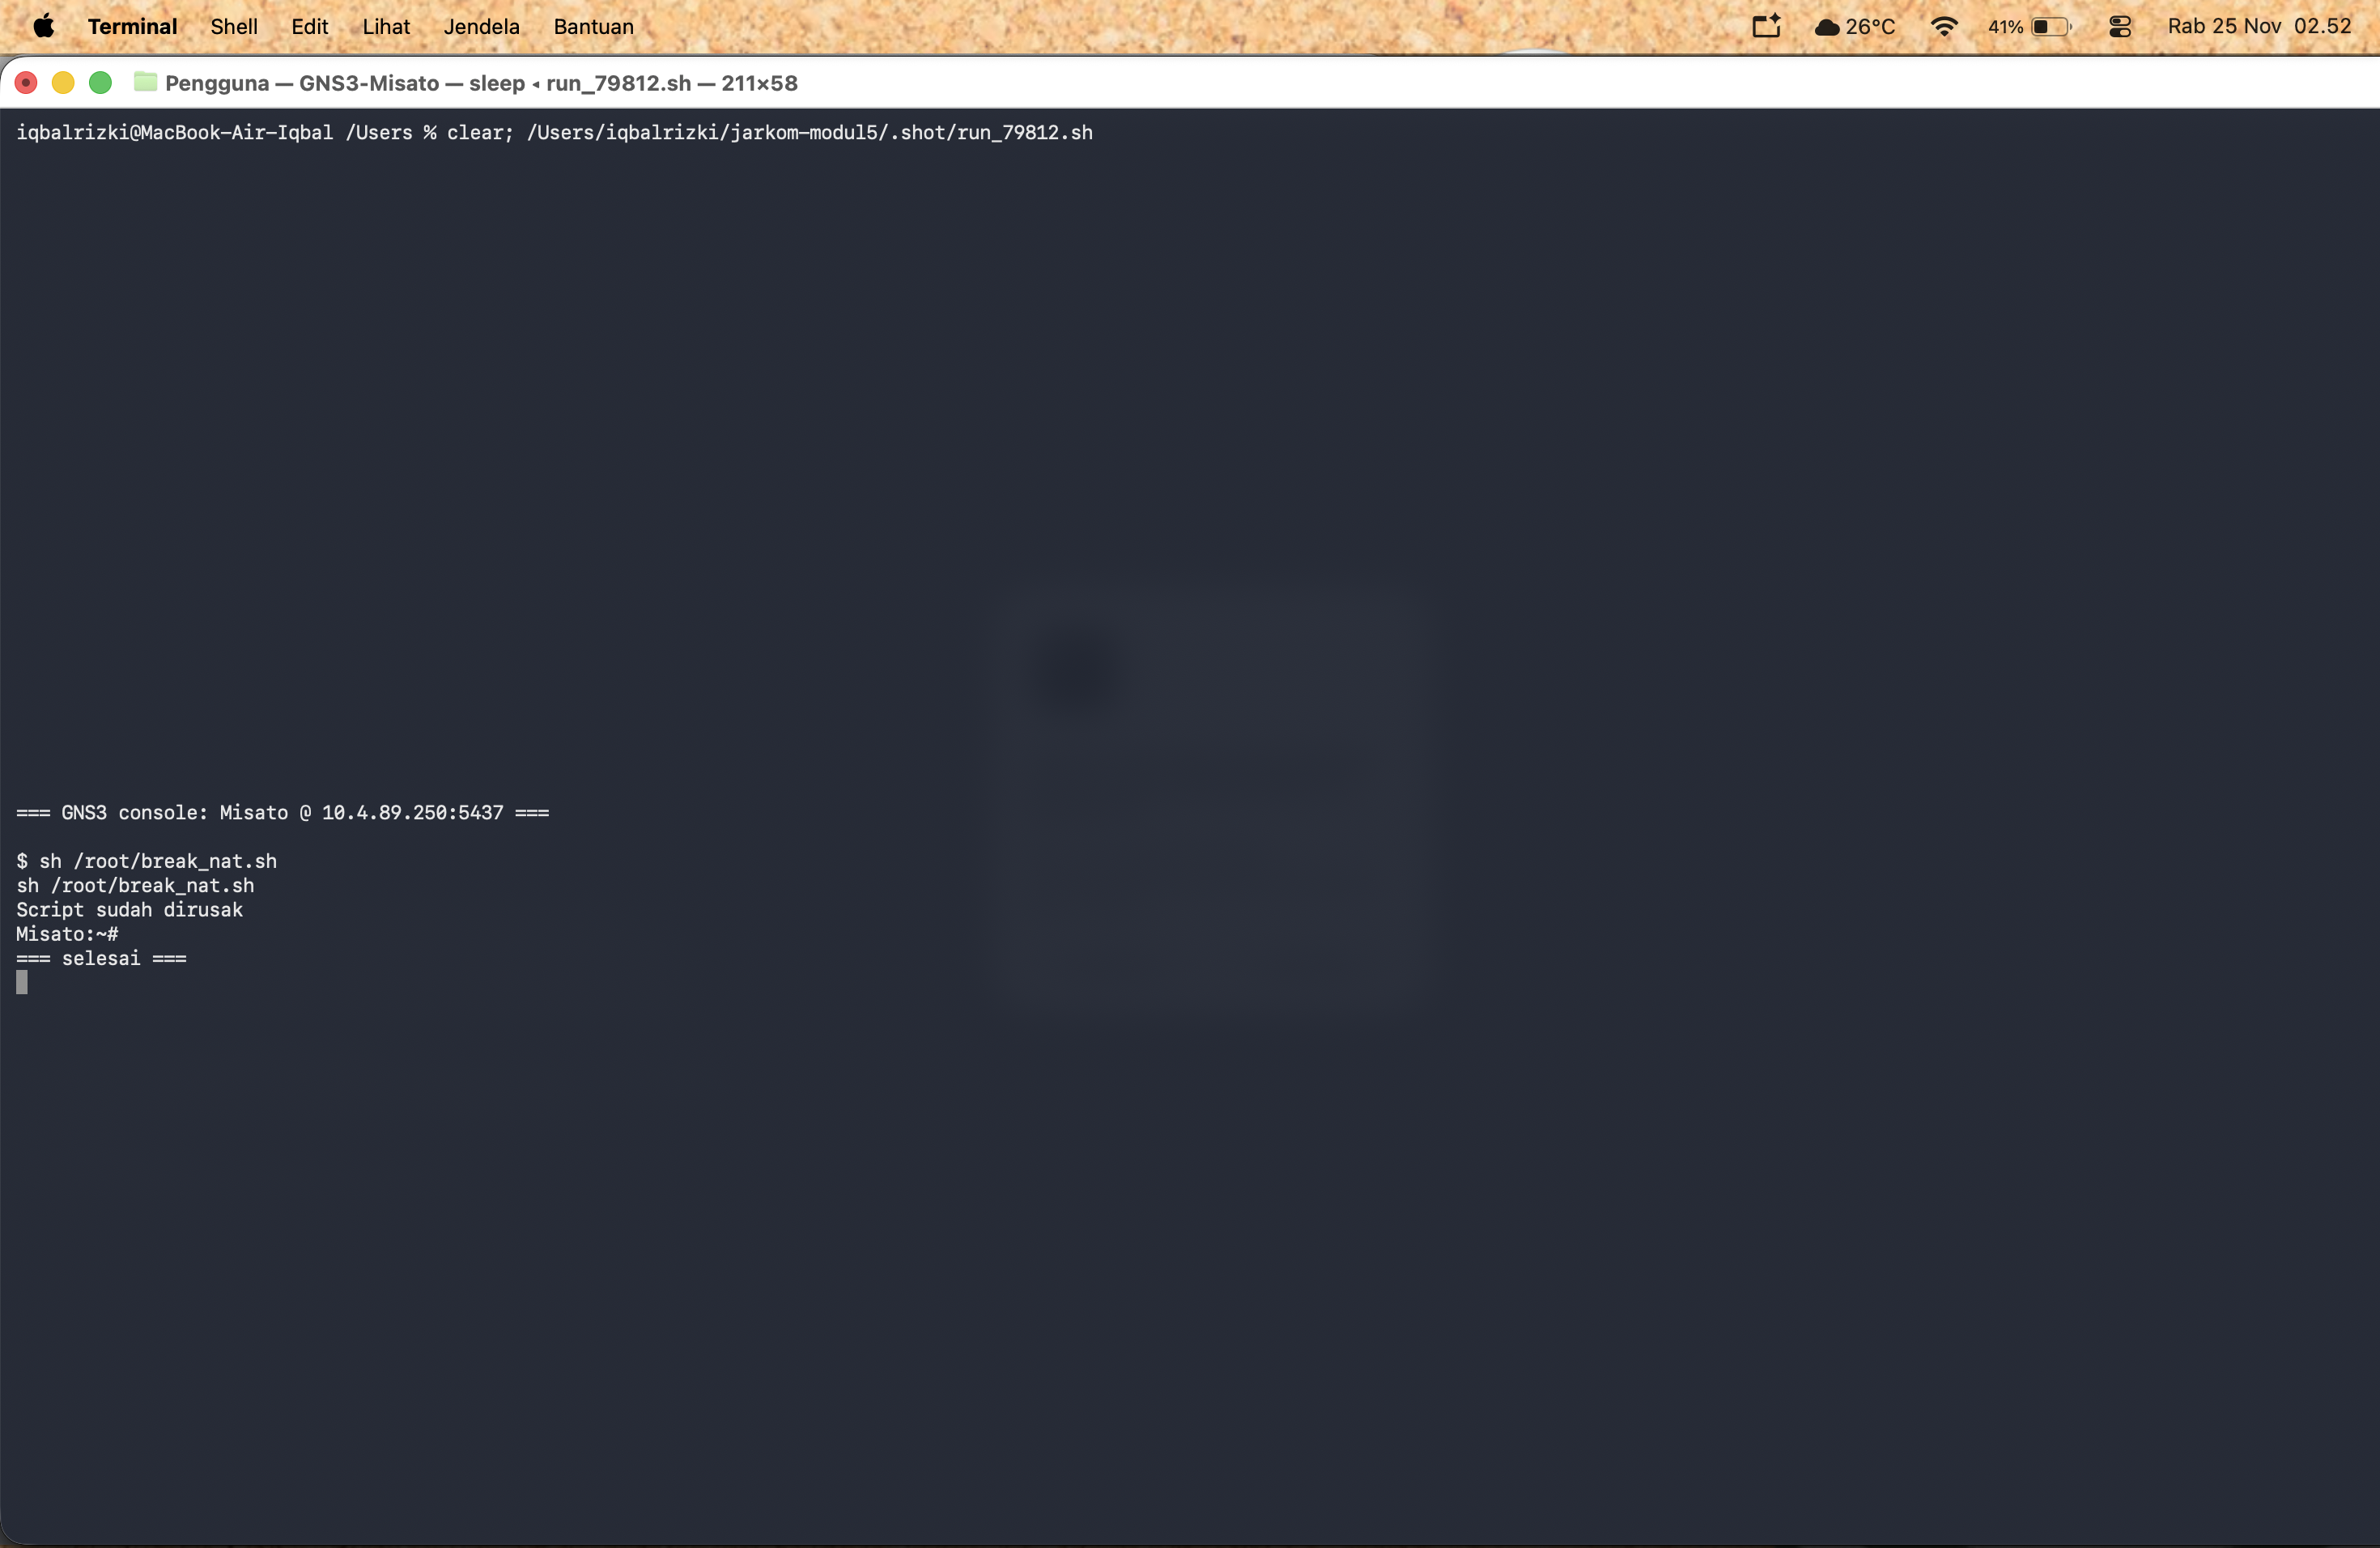 Terminal Shell Edit Lihat Jendela Bantuan 26°C 41% Rab 25 Nov 02.52
Pengguna — GNS3-Misato — sleep ◂ run_79812.sh — 211×58
iqbalrizki@MacBook-Air-Iqbal /Users % clear; /Users/iqbalrizki/jarkom-modul5/.shot/run_79812.sh
=== GNS3 console: Misato @ 10.4.89.250:5437 ===
$ sh /root/break_nat.sh
sh /root/break_nat.sh
Script sudah dirusak
Misato:~#
=== selesai ===